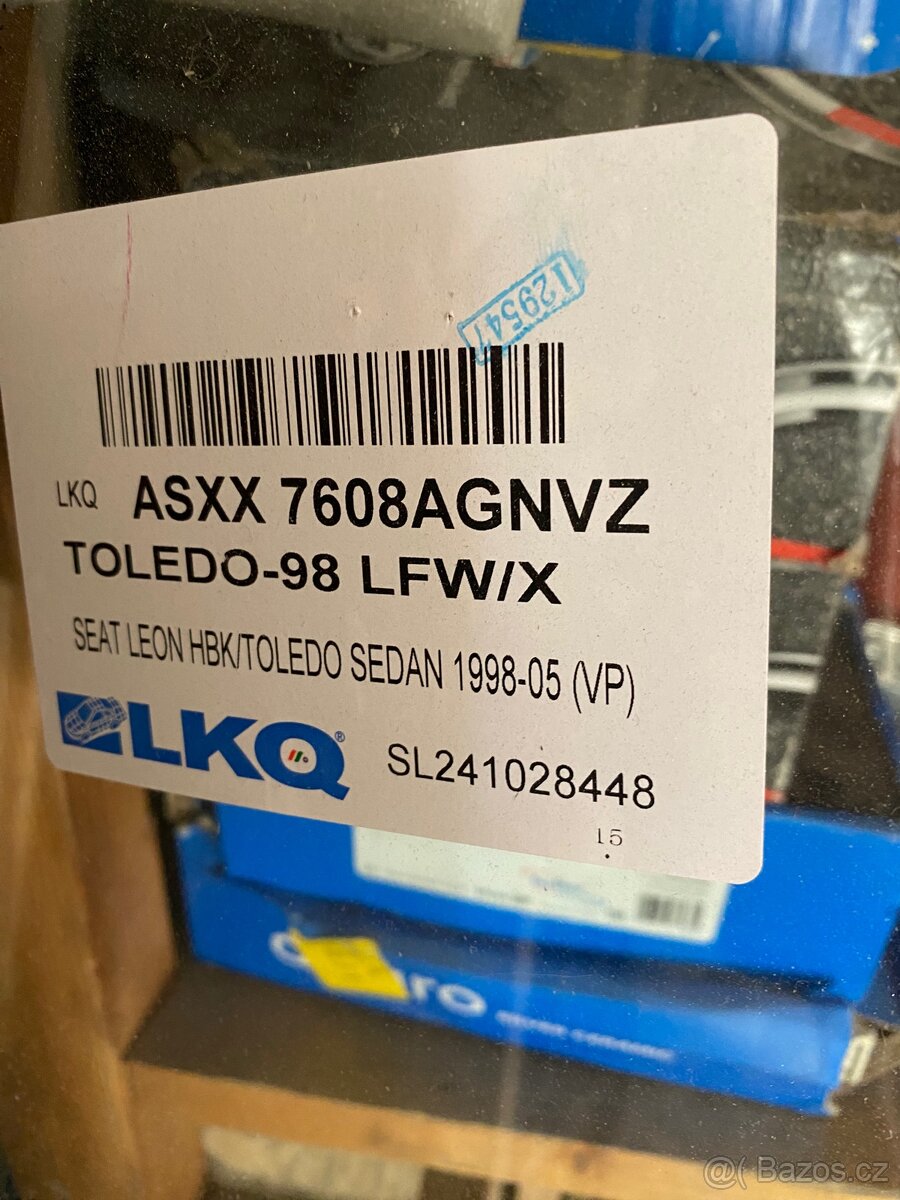 129547
LKQ ASXX 7608AGNVZ
TOLEDO-98 LFW/X
SEAT LEON HBK/TOLEDO SEDAN 1998-05 (VP)
LKQ®
SL241028448
15
@( Bazos.cz